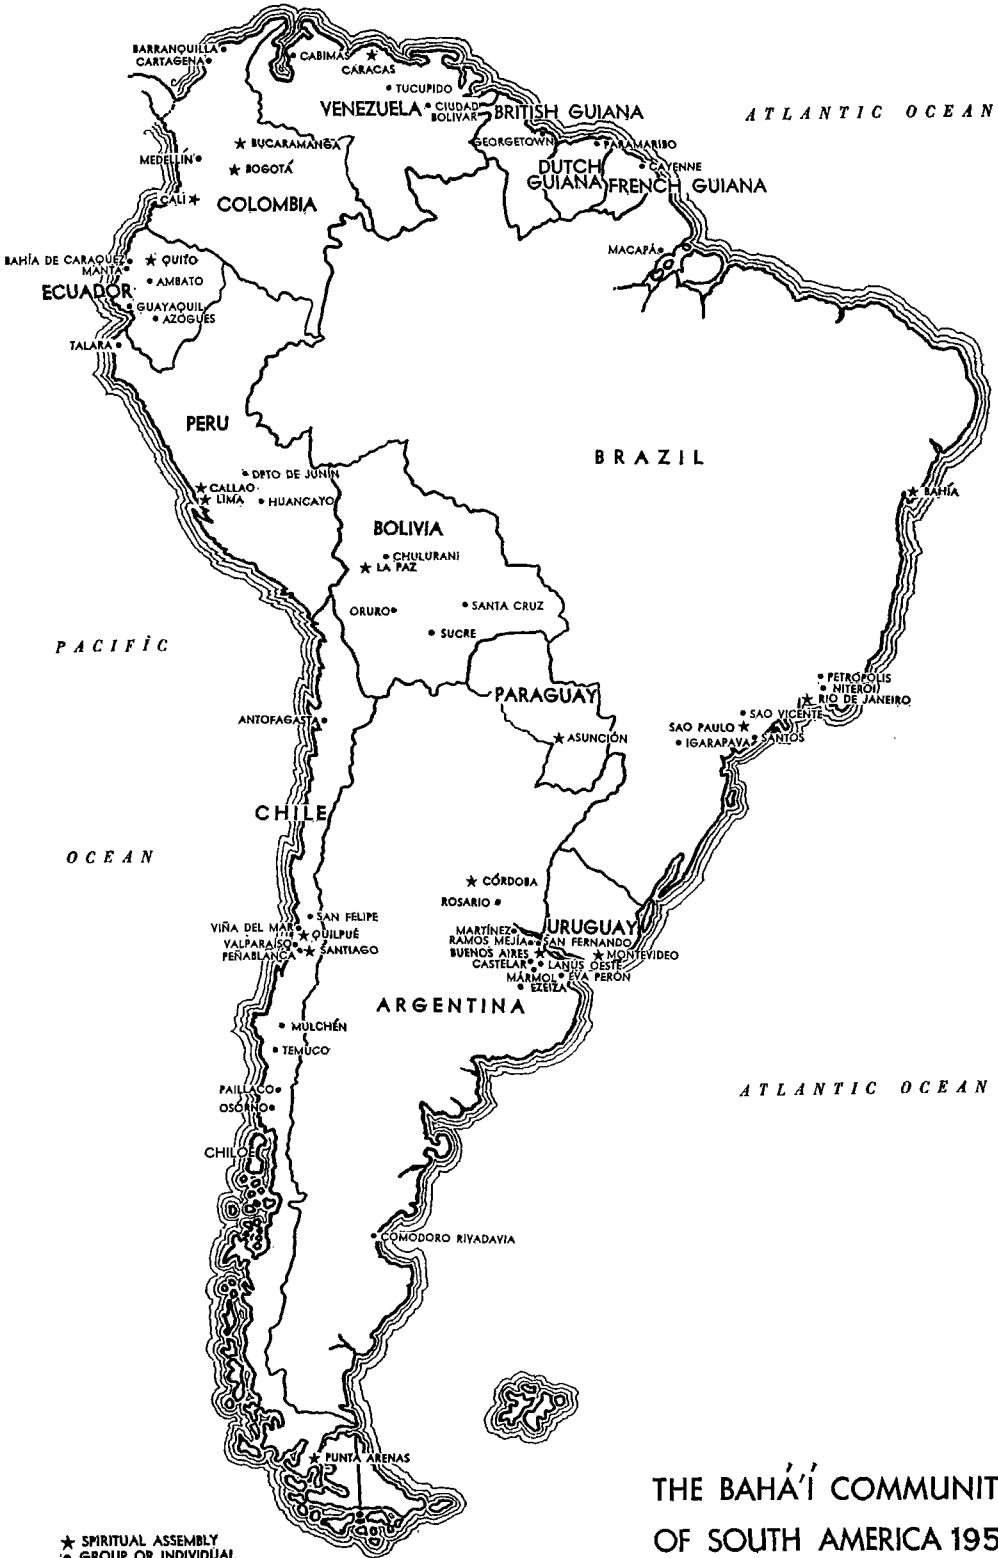 BARRANQUILLA
CARTAGENA
CABIMAS
CARACAS
TUCUPIDO
VENEZUELA
CIUDAD
BOLIVAR
BRITISH GUIANA
ATLANTIC OCEAN
BUCARAMANGA
GEORGETOWN
PARAMARIBO
MEDELLIN
BOGOTÁ
DUTCH
GUIANA
CAYENNE
FRENCH GUIANA
CALI
COLOMBIA
MACAPÁ
BAHÍA DE CARAQUEZ
MANTA
QUITO
AMBATO
ECUADOR
GUAYAQUIL
AZOGUES
TALARA
PERU
BRAZIL
DPTO DE JUNIN
CALLAO
LIMA
HUANCAYO
BAHÍA
BOLIVIA
CHULURANI
LA PAZ
ORURO
SANTA CRUZ
SUCRE
PACIFIC
PETRÓPOLIS
NITEROI
RIO DE JANEIRO
PARAGUAY
ANTOFAGASTA
SAO VICENTE
SAO PAULO
SANTOS
IGARAPAVA
ASUNCIÓN
CHILE
OCEAN
CÓRDOBA
ROSARIO
SAN FELIPE
VIÑA DEL MAR
QUILPUÉ
VALPARAÍSO
SANTIAGO
PEÑABLANCA
URUGUAY
MARTÍNEZ
RAMOS MEJÍA
SAN FERNANDO
BUENOS AIRES
MONTEVIDEO
CASTELAR
LANÚS OESTE
MÁRMOL
EVA PERÓN
EZEIZA
ARGENTINA
MULCHÉN
TEMUCO
PAILLACO
OSORNO
ATLANTIC OCEAN
CHILOE
COMODORO RIVADAVIA
PUNTA ARENAS
THE BAHÁ'Í COMMUNIT
OF SOUTH AMERICA 195
SPIRITUAL ASSEMBLY
GROUP OR INDIVIDUAL